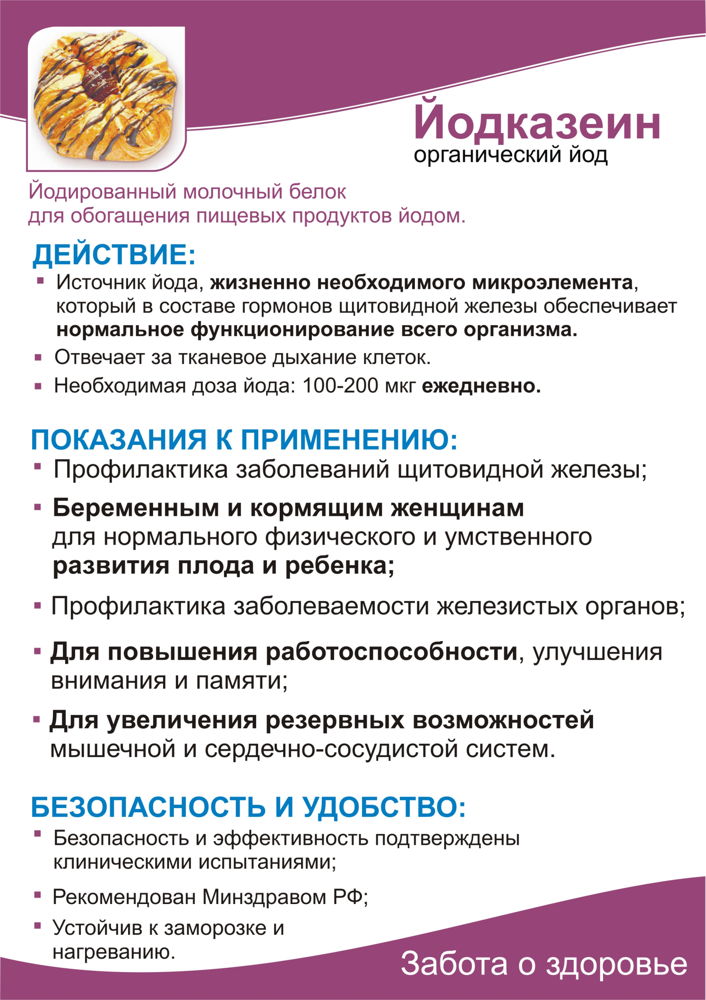 Йодказеин
органический йод
Йодированный молочный белок
для обогащения пищевых продуктов йодом.
ДЕЙСТВИЕ:
Источник йода, жизненно необходимого микроэлемента,
который в составе гормонов щитовидной железы обеспечивает
нормальное функционирование всего организма.
Отвечает за тканевое дыхание клеток.
Необходимая доза йода: 100-200 мкг ежедневно.
ПОКАЗАНИЯ К ПРИМЕНЕНИЮ:
Профилактика заболеваний щитовидной железы;
Беременным и кормящим женщинам
для нормального физического и умственного
развития плода и ребенка;
Профилактика заболеваемости железистых органов;
Для повышения работоспособности, улучшения
внимания и памяти;
Для увеличения резервных возможностей
мышечной и сердечно-сосудистой систем.
БЕЗОПАСНОСТЬ И УДОБСТВО:
Безопасность и эффективность подтверждены
клиническими испытаниями;
Рекомендован Минздравом РФ;
Устойчив к заморозке и
нагреванию.
Забота о здоровье